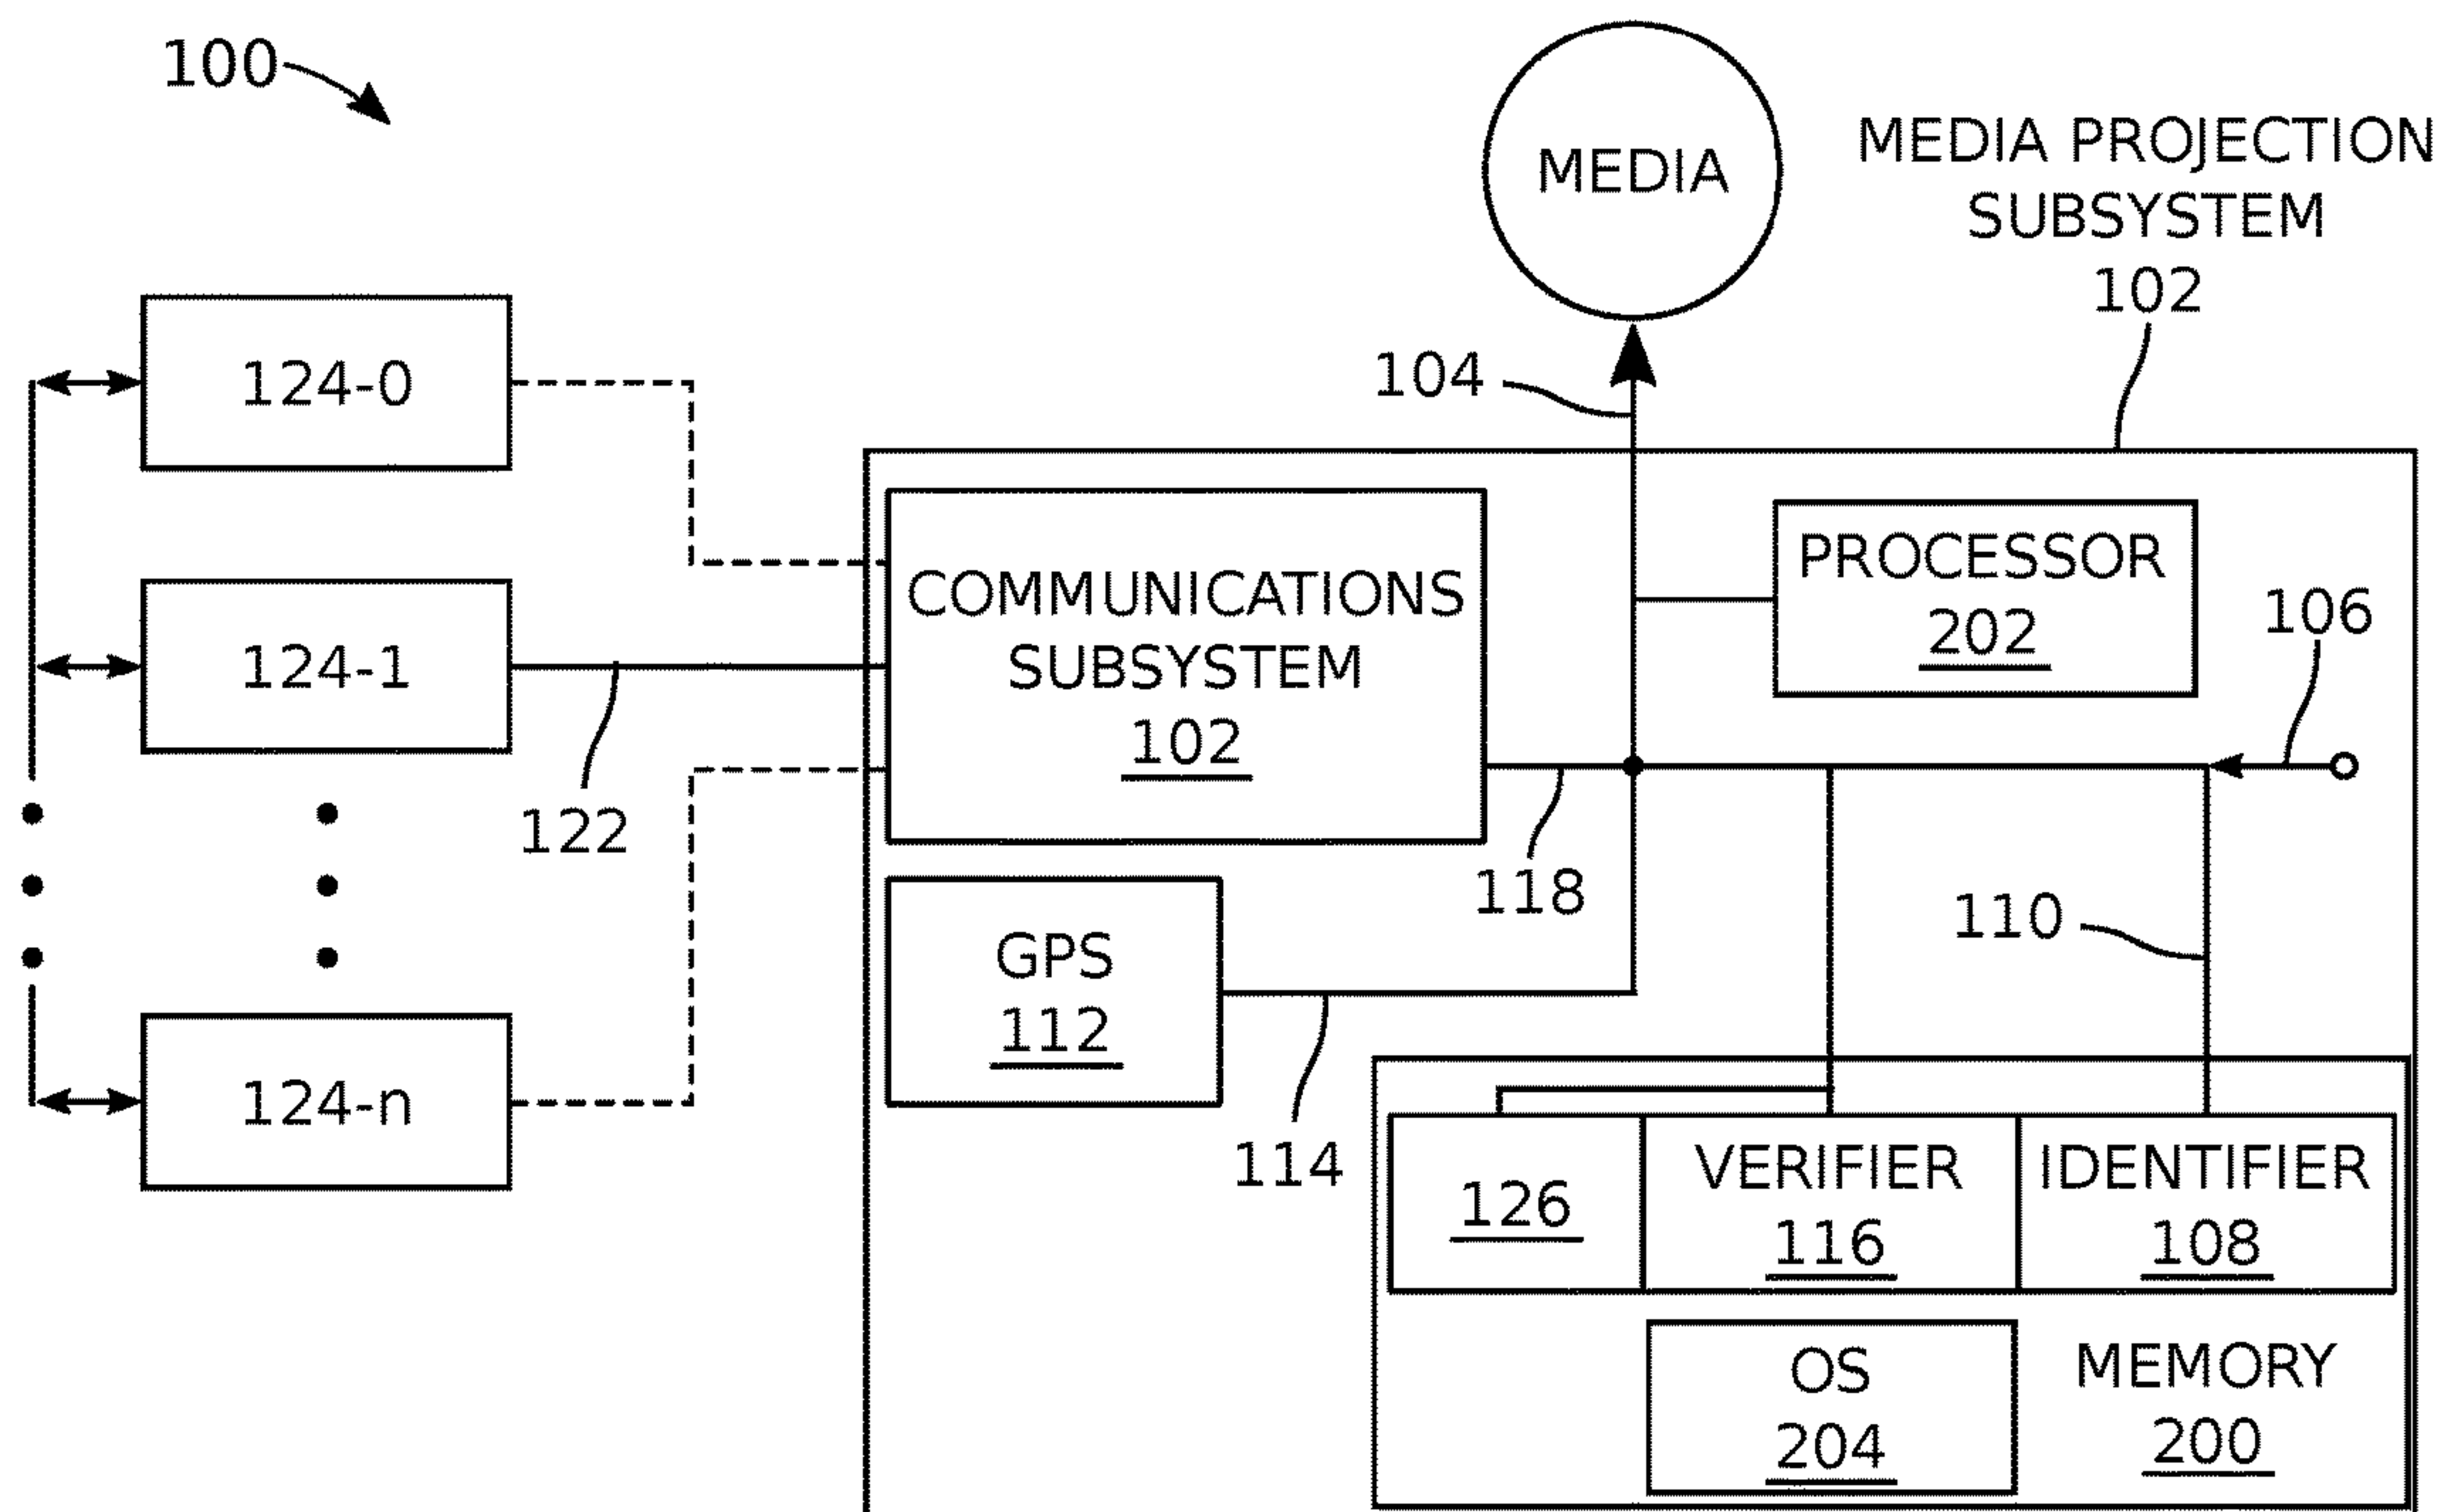 100
MEDIA
MEDIA PROJECTION
SUBSYSTEM
102
104
124-0
COMMUNICATIONS
SUBSYSTEM
102
PROCESSOR
202
106
124-1
122
118
110
GPS
112
114
124-n
126
VERIFIER
116
IDENTIFIER
108
OS
204
MEMORY
200